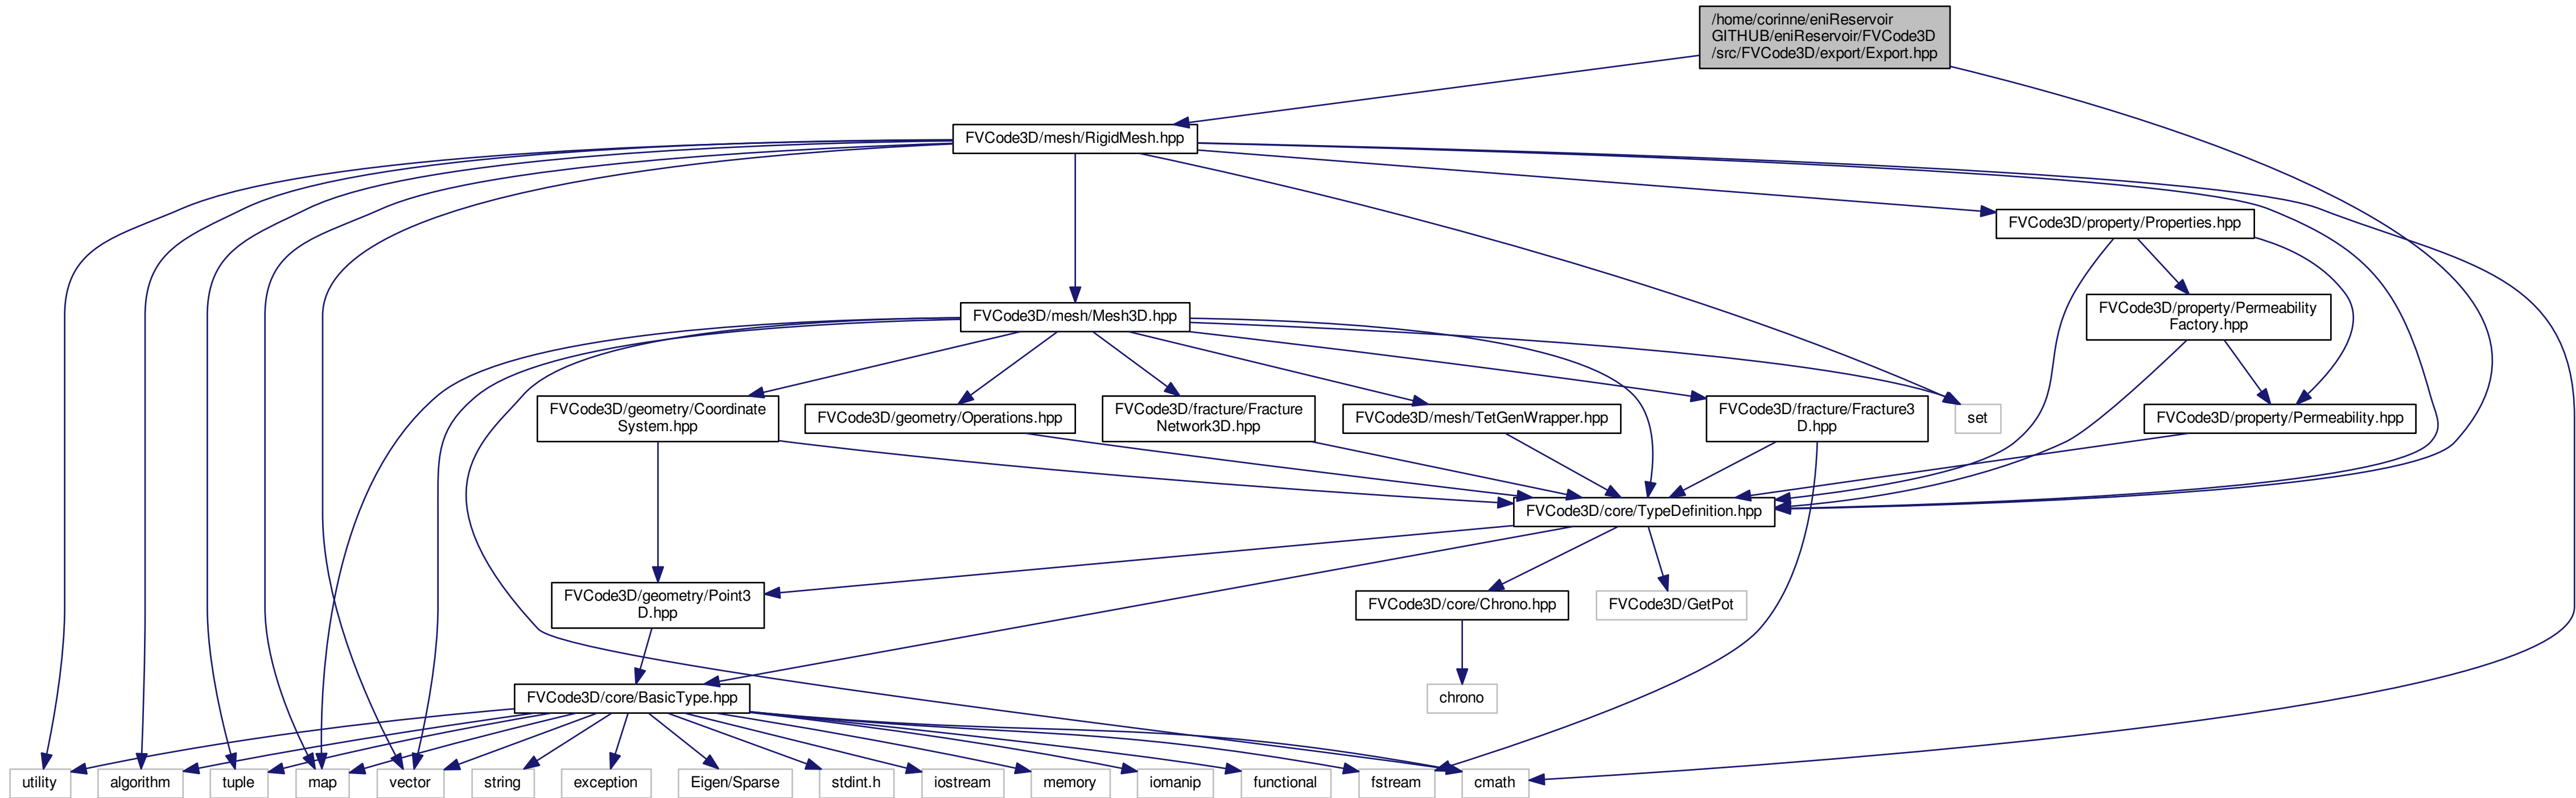 /home/corinne/eniReservoir
GITHUB/eniReservoir/FVCode3D
/src/FVCode3D/export/Export.hpp
FVCode3D/mesh/RigidMesh.hpp
FVCode3D/property/Properties.hpp
FVCode3D/mesh/Mesh3D.hpp
FVCode3D/property/Permeability
Factory.hpp
FVCode3D/geometry/Coordinate
System.hpp
FVCode3D/geometry/Operations.hpp
FVCode3D/fracture/Fracture
Network3D.hpp
FVCode3D/mesh/TetGenWrapper.hpp
FVCode3D/fracture/Fracture3
D.hpp
set
FVCode3D/property/Permeability.hpp
FVCode3D/core/TypeDefinition.hpp
FVCode3D/geometry/Point3
D.hpp
FVCode3D/core/Chrono.hpp
FVCode3D/GetPot
FVCode3D/core/BasicType.hpp
chrono
utility
algorithm
tuple
map
vector
string
exception
Eigen/Sparse
stdint.h
iostream
memory
iomanip
functional
fstream
cmath